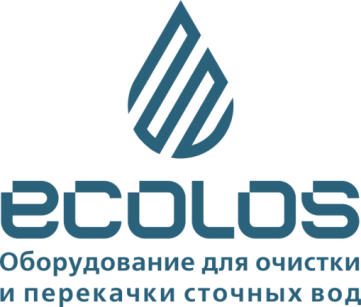 ecolos
Оборудование для очистки
и перекачки сточных вод